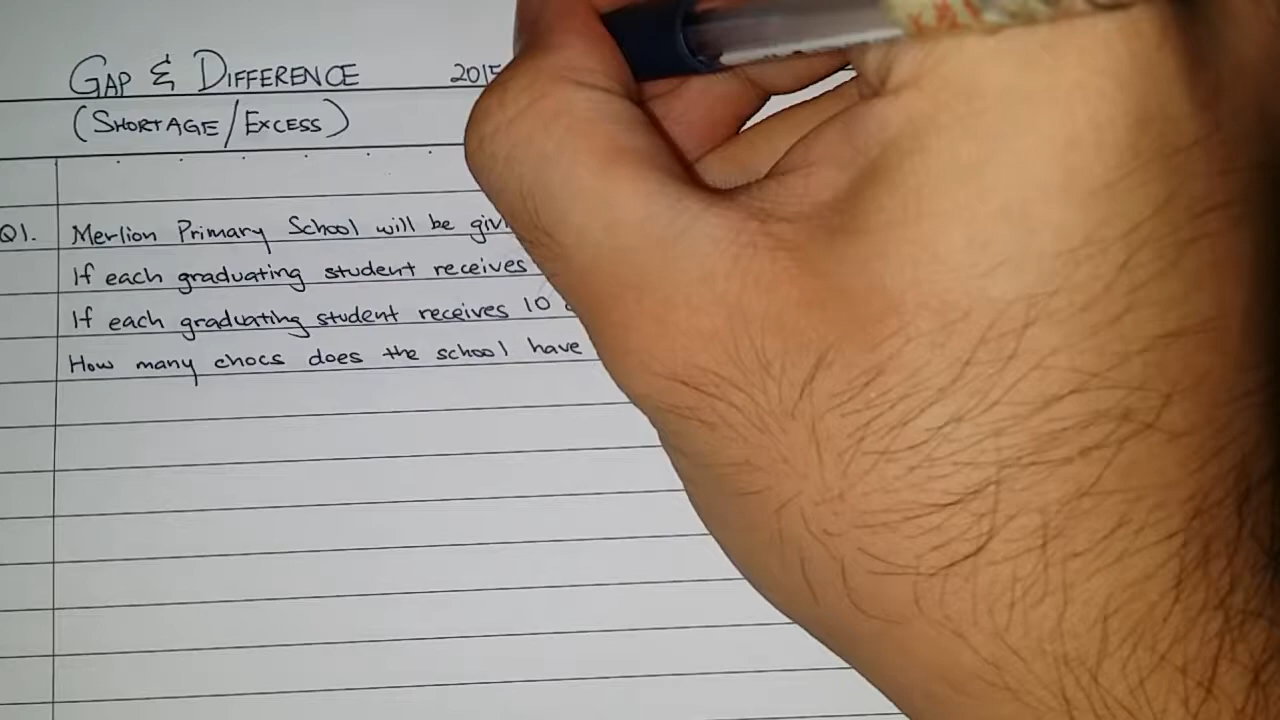 GAP & DIFFERENCE 2015
(SHORTAGE/EXCESS)
Q1. Merlion Primary School will be
If each graduating student receives
If each graduating student receives 10
How many chocs does the school have